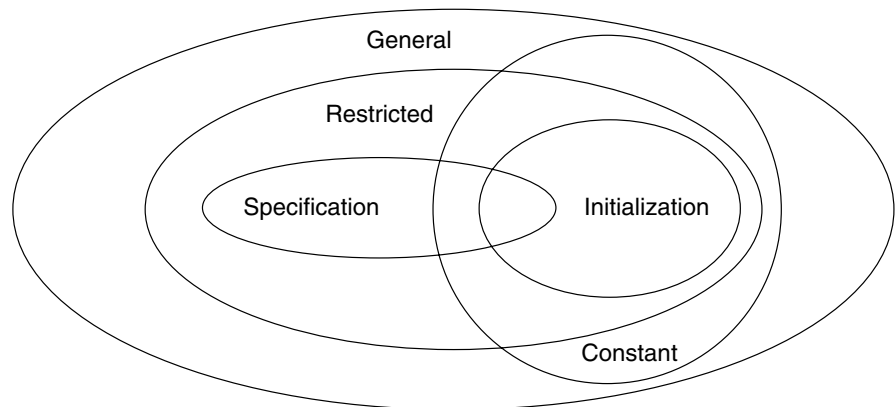 General
Restricted
Specification
Initialization
Constant